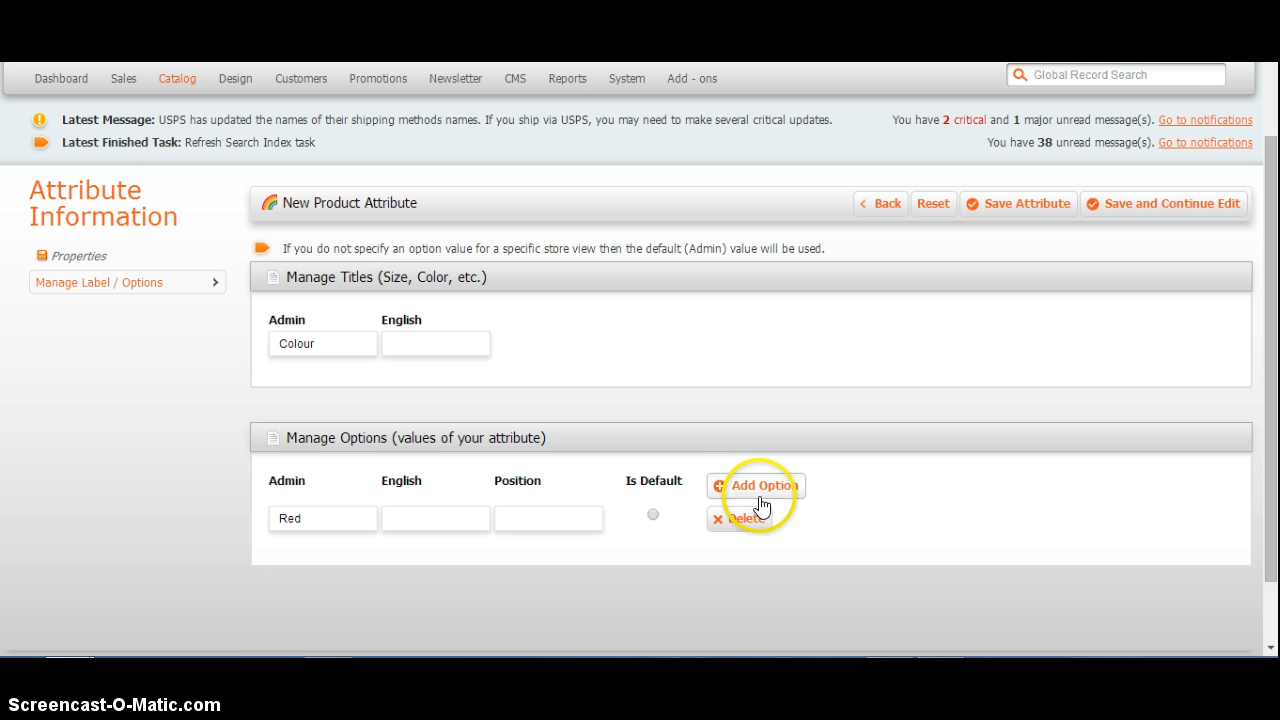 Dashboard Sales Catalog Design Customers Promotions Newsletter CMS Reports System Add - ons Global Record Search
Latest Message: USPS has updated the names of their shipping methods names. If you ship via USPS, you may need to make several critical updates. You have 2 critical and 1 major unread message(s). Go to notifications
Latest Finished Task: Refresh Search Index task You have 38 unread message(s). Go to notifications
Attribute
Information
New Product Attribute Back Reset Save Attribute Save and Continue Edit
Properties
Manage Label / Options
If you do not specify an option value for a specific store view then the default (Admin) value will be used.
Manage Titles (Size, Color, etc.)
Admin English
Colour
Manage Options (values of your attribute)
Admin English Position Is Default Add Option
Red Delete
Screencast-O-Matic.com